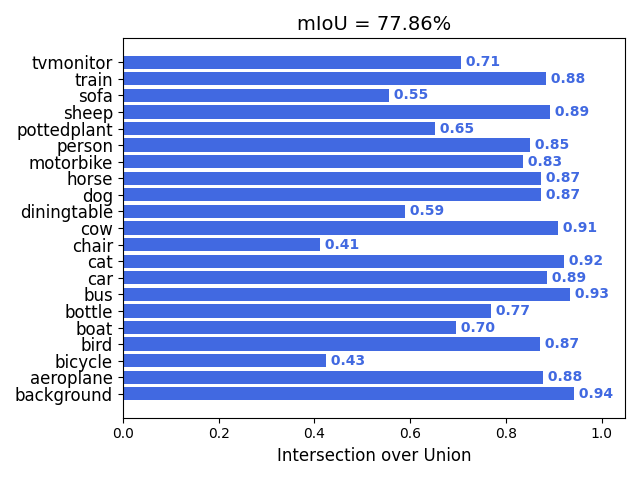 mIoU = 77.86%
tvmonitor 0.71
train 0.88
sofa 0.55
sheep 0.89
pottedplant 0.65
person 0.85
motorbike 0.83
horse 0.87
dog 0.87
diningtable 0.59
cow 0.91
chair 0.41
cat 0.92
car 0.89
bus 0.93
bottle 0.77
boat 0.70
bird 0.87
bicycle 0.43
aeroplane 0.88
background 0.94
0.0 0.2 0.4 0.6 0.8 1.0
Intersection over Union